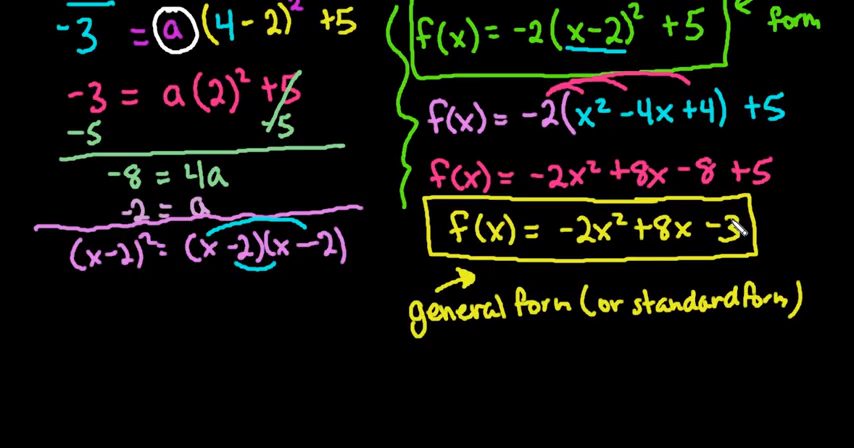 -3 = a (4-2)² +5
-3 = a(2)² +5
-5 -5
-8 = 4a
-2 = a
(x-2)² = (x-2)(x-2)
f(x) = -2(x-2)² +5
form
f(x) = -2(x² -4x +4) +5
f(x) = -2x² +8x -8 +5
f(x) = -2x² +8x -3
general form (or standard form)